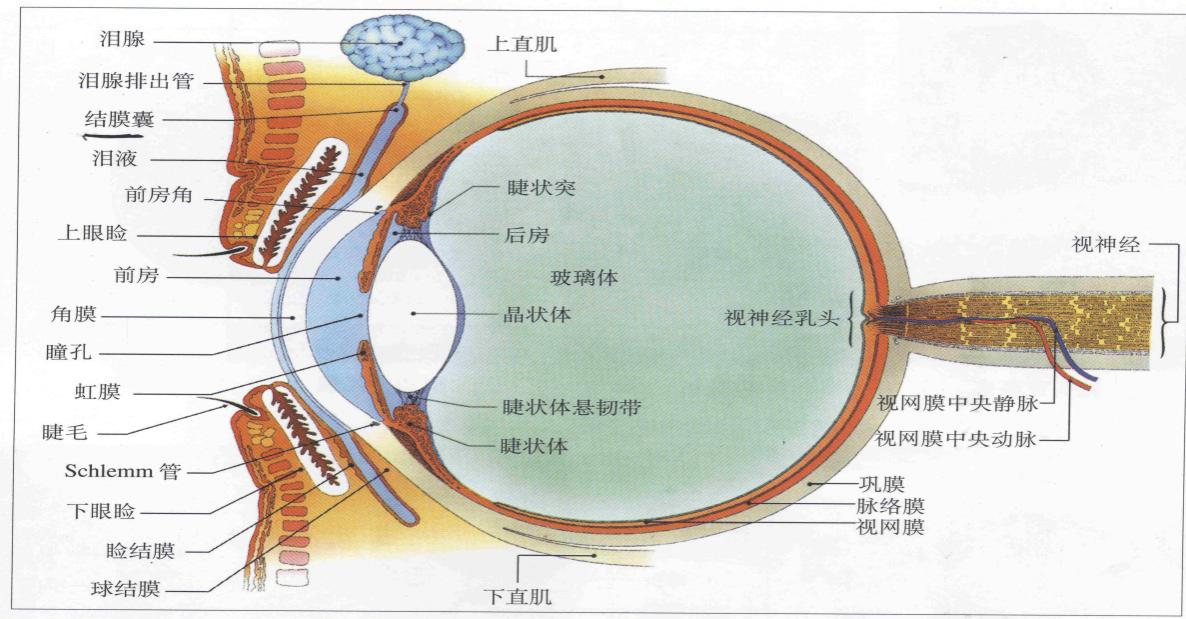 泪腺
泪腺排出管
结膜囊
泪液
前房角
上眼睑
前房
角膜
瞳孔
虹膜
睫毛
Schlemm 管
下眼睑
睑结膜
球结膜
上直肌
睫状突
后房
玻璃体
晶状体
视神经乳头
睫状体悬韧带
睫状体
下直肌
视神经
视网膜中央静脉
视网膜中央动脉
巩膜
脉络膜
视网膜